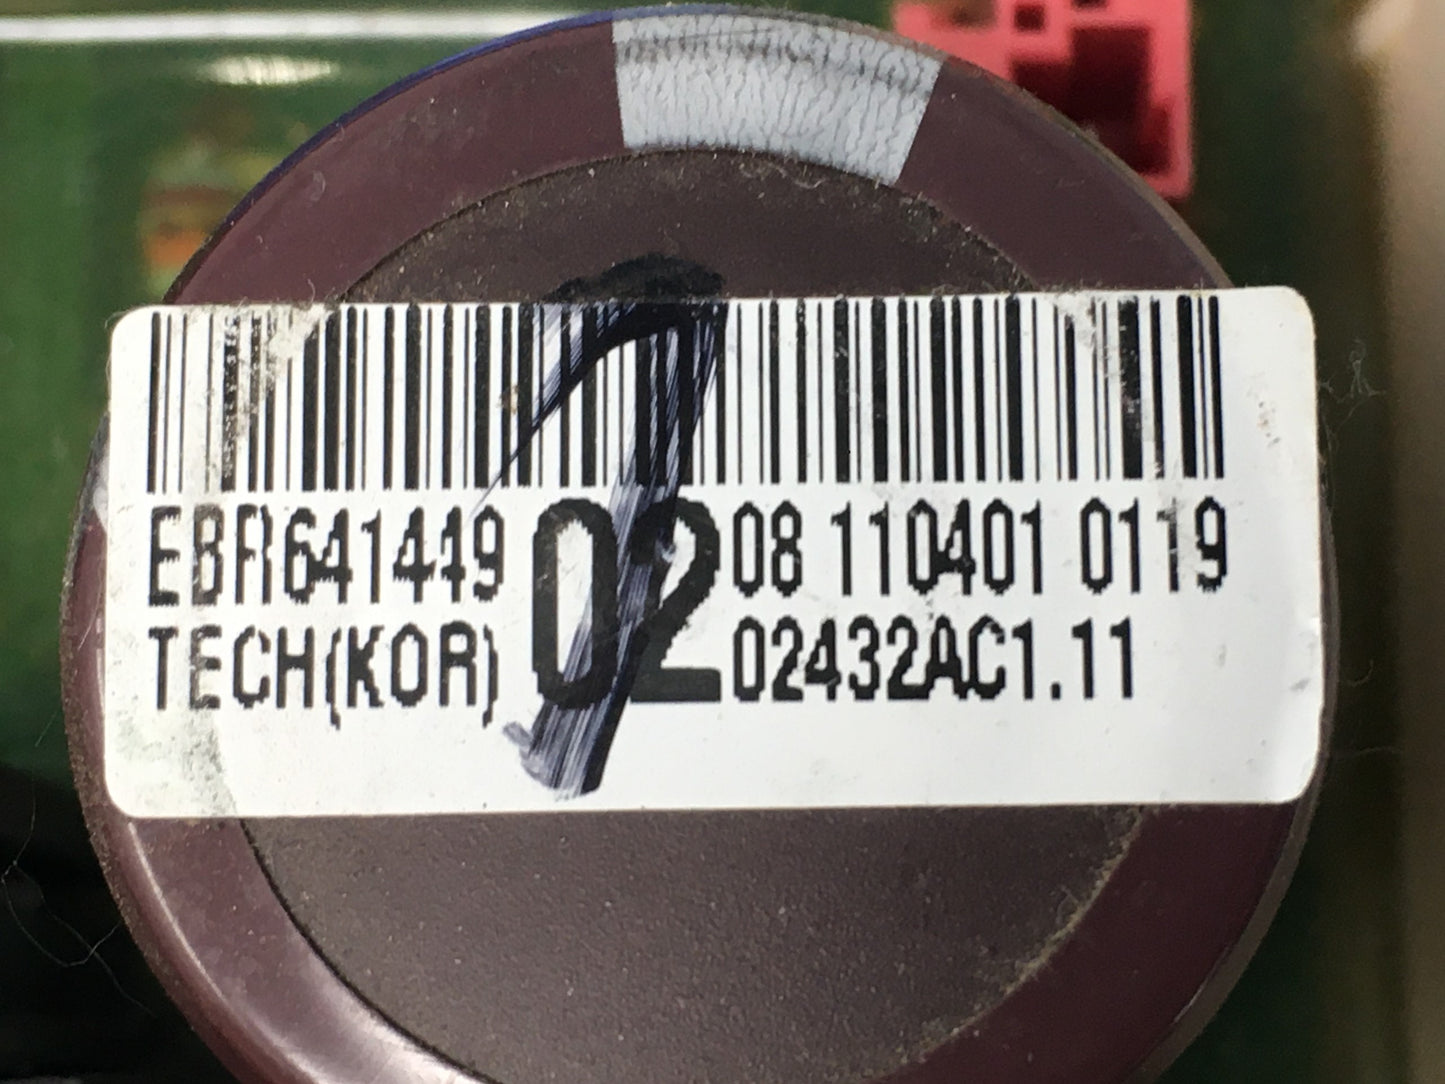 EBR641449 02 08 110401 0119
TECH(KOR) 02432AC1.11